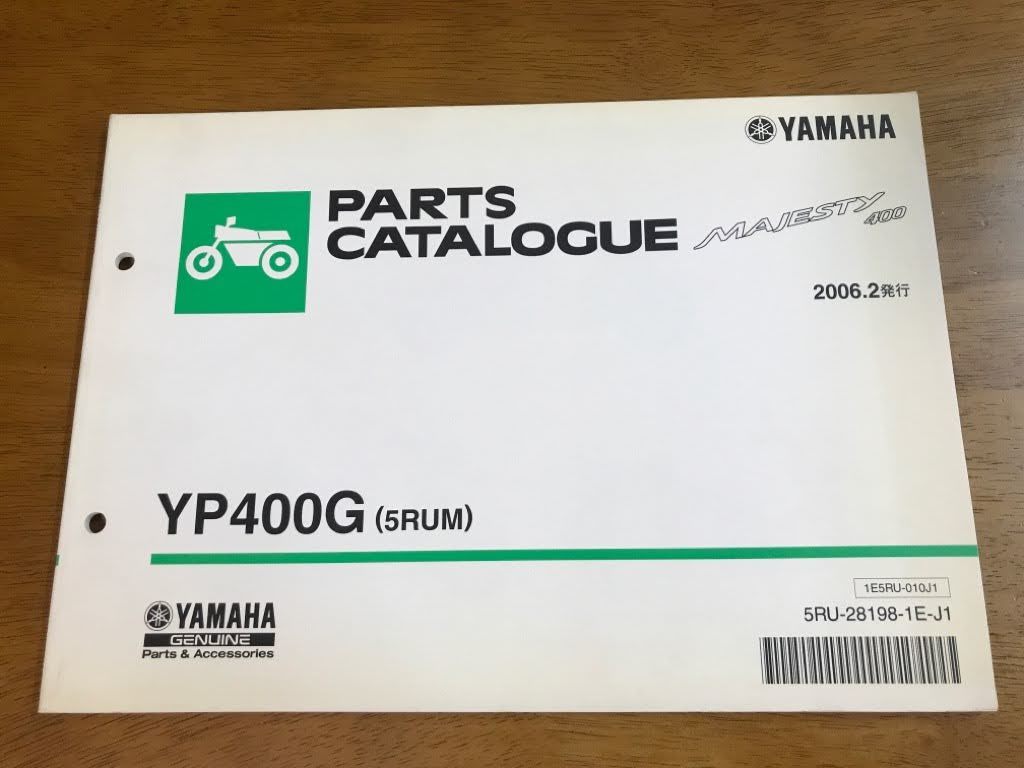 YAMAHA
PARTS
CATALOGUE
MAJESTY 400
2006.2発行
YP400G (5RUM)
YAMAHA
GENUINE
Parts & Accessories
1E5RU-010J1
5RU-28198-1E-J1